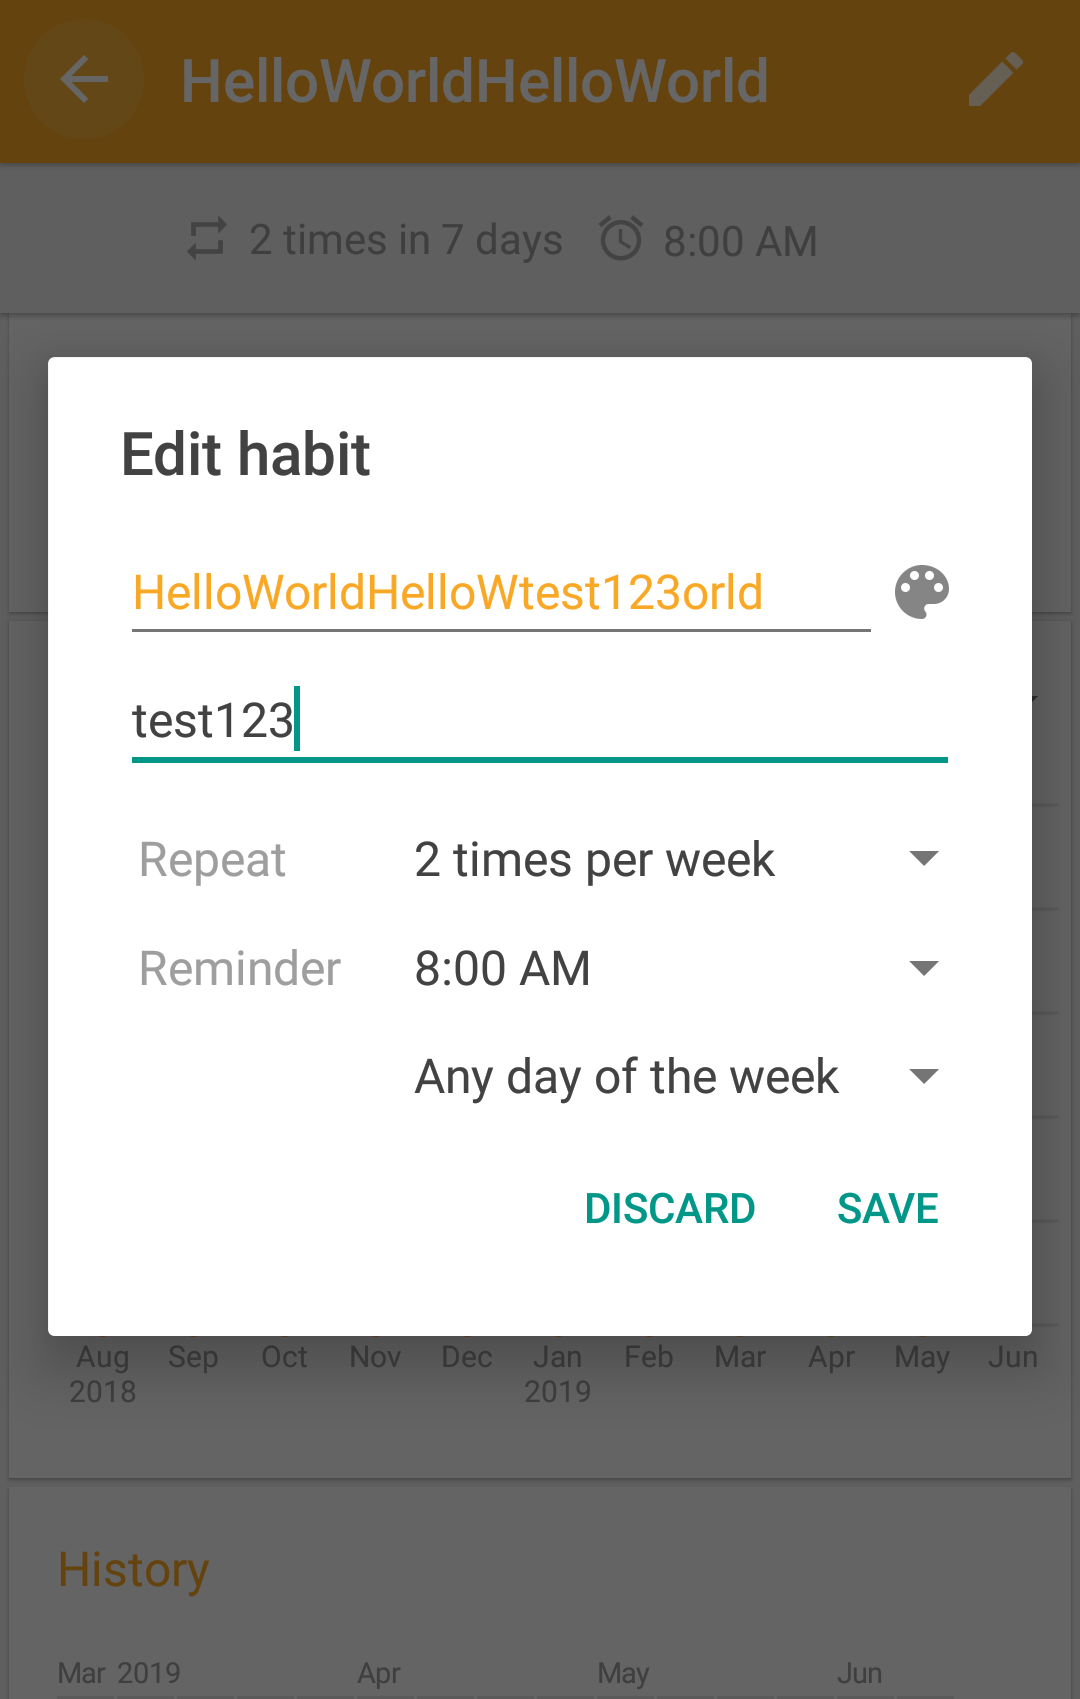 HelloWorldHelloWorld
2 times in 7 days 8:00 AM
Edit habit
HelloWorldHelloWtest123orld
test123
Repeat 2 times per week
Reminder 8:00 AM
Any day of the week
DISCARD SAVE
Aug Sep Oct Nov Dec Jan Feb Mar Apr May Jun
2018 2019
History
Mar 2019 Apr May Jun